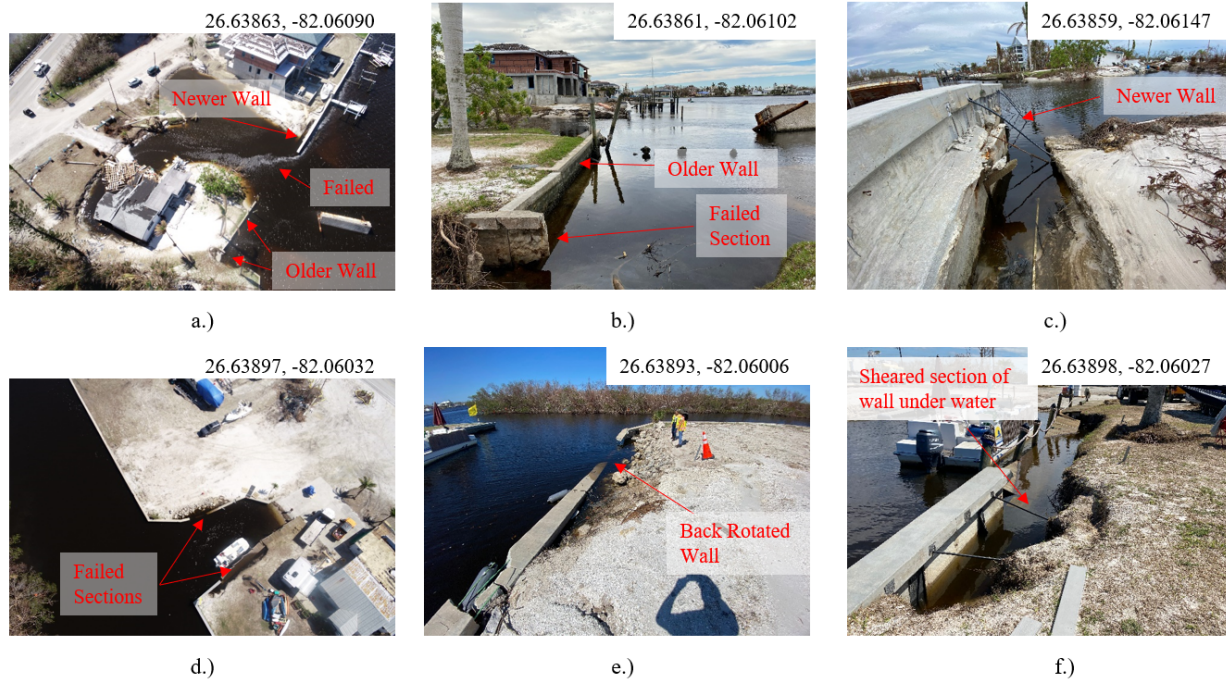 26.63863, -82.06090
Newer Wall
Failed
Older Wall
a.)
26.63861, -82.06102
Older Wall
Failed
Section
b.)
26.63859, -82.06147
Newer Wall
c.)
26.63897, -82.06032
Failed
Sections
d.)
26.63893, -82.06006
Back Rotated
Wall
e.)
26.63898, -82.06027
Sheared section of
wall under water
f.)